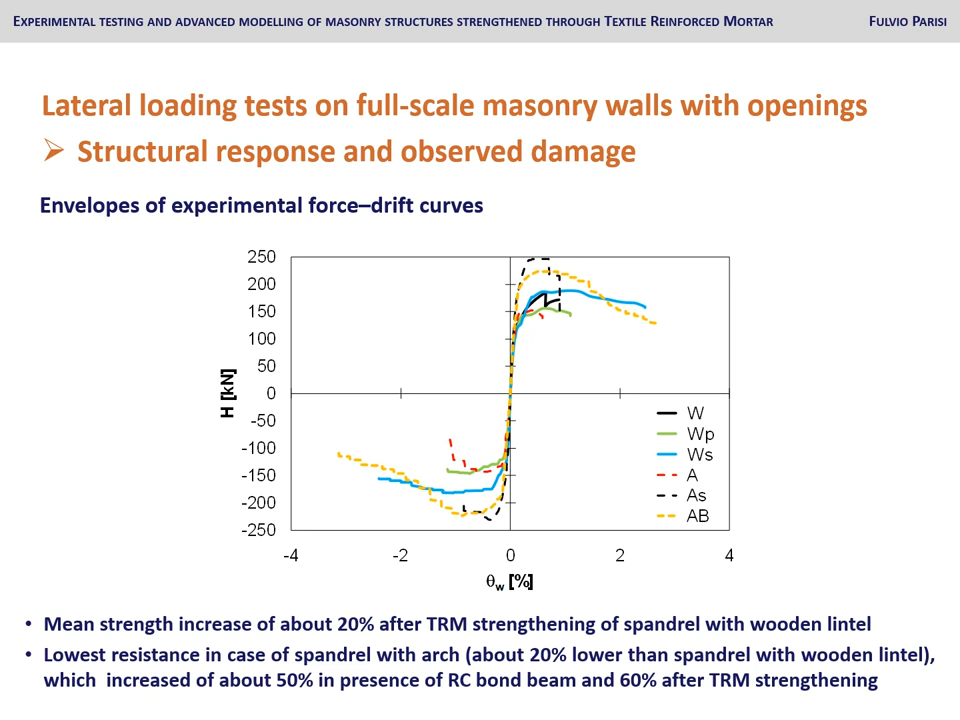 EXPERIMENTAL TESTING AND ADVANCED MODELLING OF MASONRY STRUCTURES STRENGTHENED THROUGH TEXTILE REINFORCED MORTAR FULVIO PARISI
Lateral loading tests on full-scale masonry walls with openings
➢ Structural response and observed damage
Envelopes of experimental force–drift curves
250
200
150
100
50
0
-50
-100
-150
-200
-250
H [kN]
W
Wp
Ws
A
As
AB
-4 -2 0 2 4
θw [%]
• Mean strength increase of about 20% after TRM strengthening of spandrel with wooden lintel
• Lowest resistance in case of spandrel with arch (about 20% lower than spandrel with wooden lintel),
which increased of about 50% in presence of RC bond beam and 60% after TRM strengthening